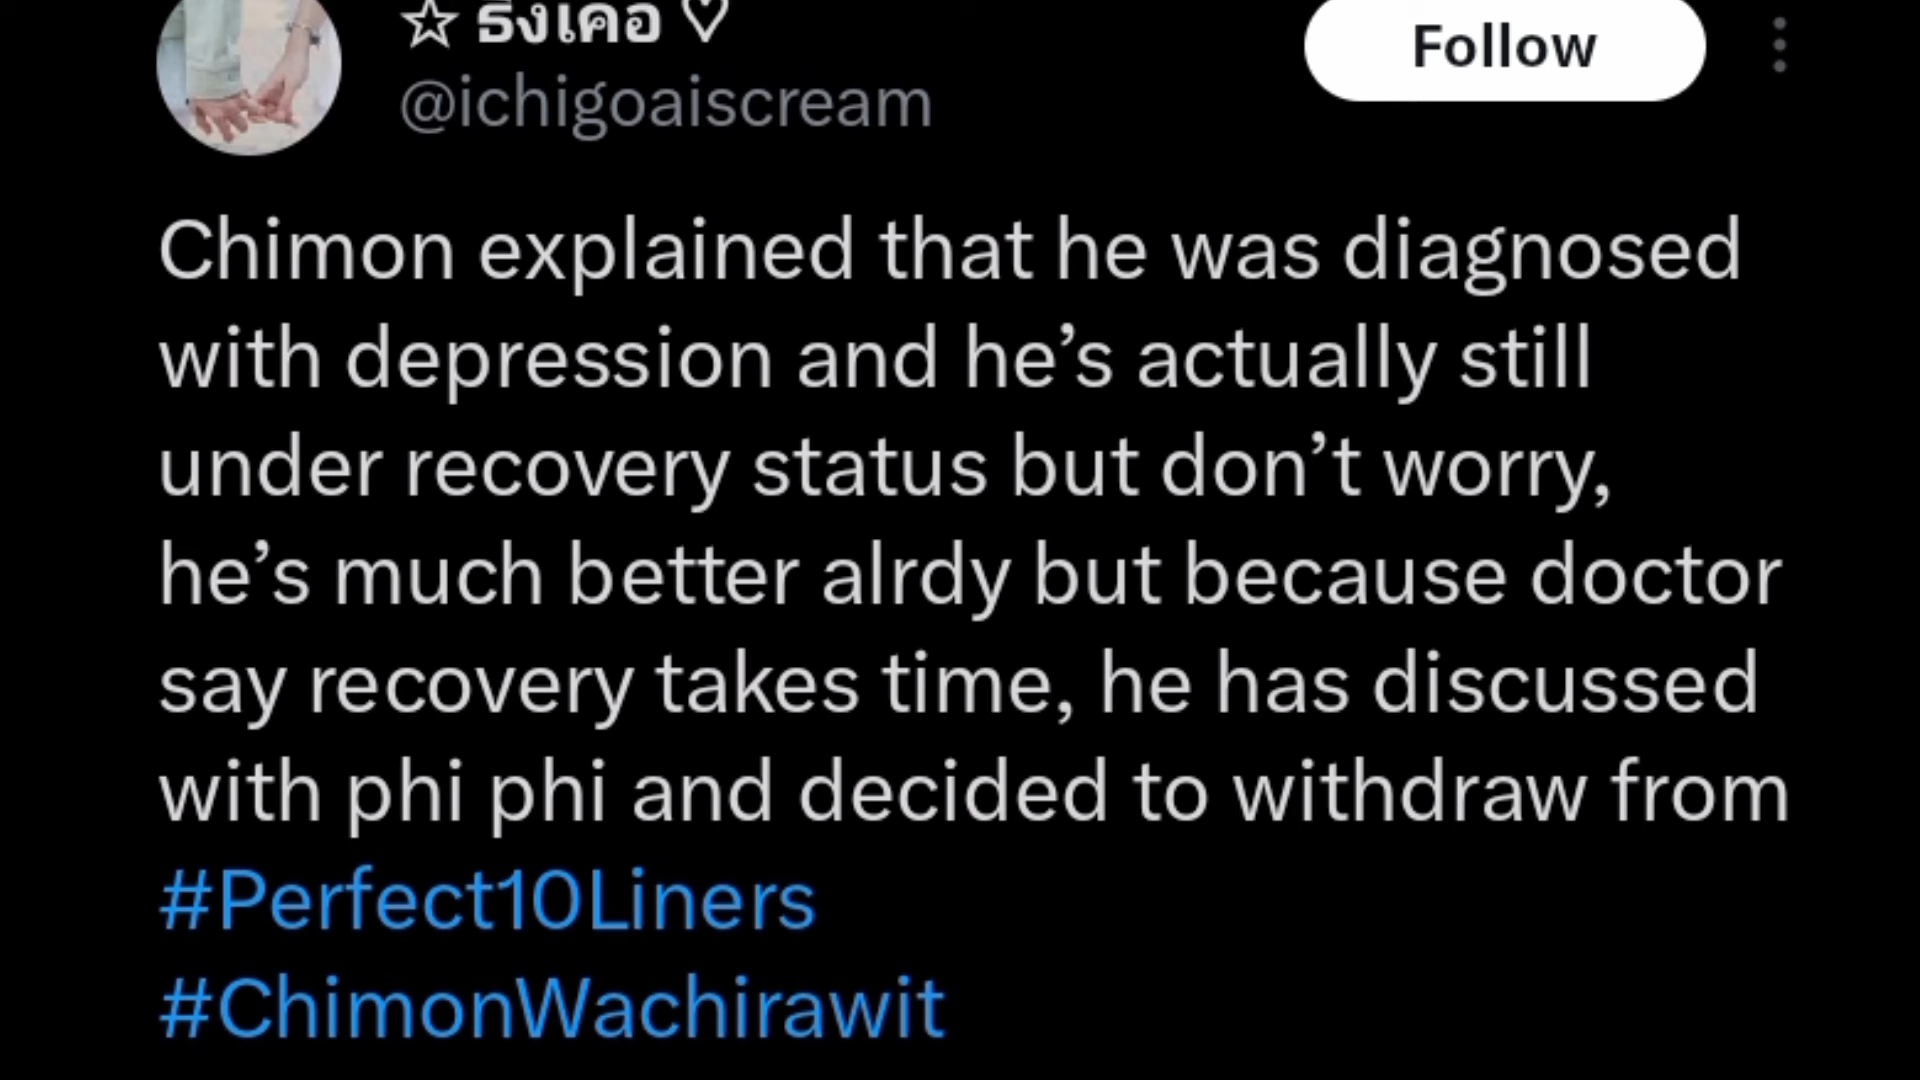 ☆ ธิงเคอ ♡
Follow
@ichigoaiscream
Chimon explained that he was diagnosed
with depression and he’s actually still
under recovery status but don’t worry,
he’s much better alrdy but because doctor
say recovery takes time, he has discussed
with phi phi and decided to withdraw from
#Perfect10Liners
#ChimonWachirawit